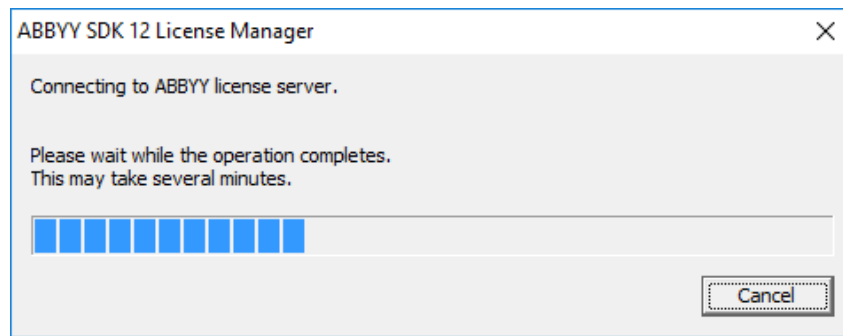 ABBYY SDK 12 License Manager
Connecting to ABBYY license server.
Please wait while the operation completes.
This may take several minutes.
Cancel